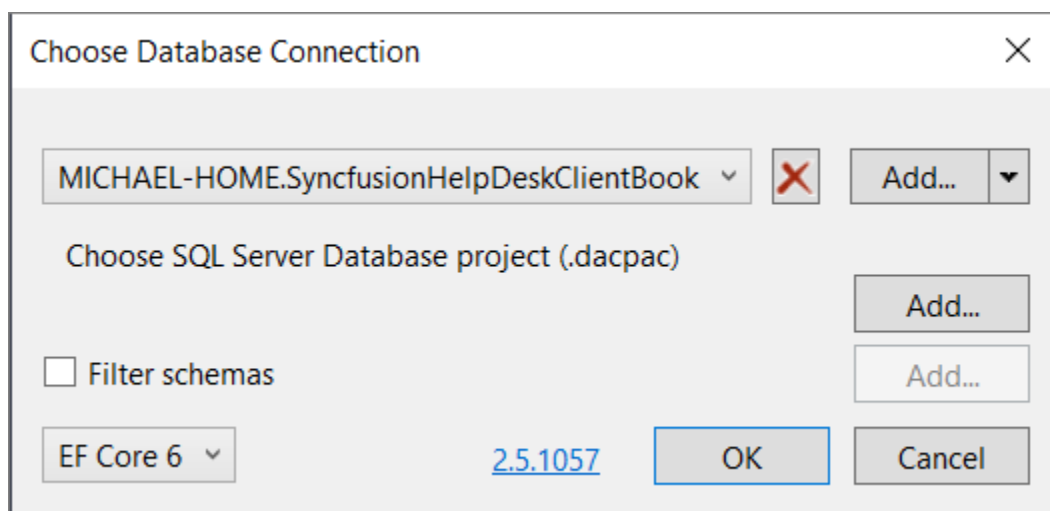 Choose Database Connection
MICHAEL-HOME.SyncfusionHelpDeskClientBook Add...
Choose SQL Server Database project (.dacpac)
Add...
Filter schemas Add...
EF Core 6 2.5.1057 OK Cancel